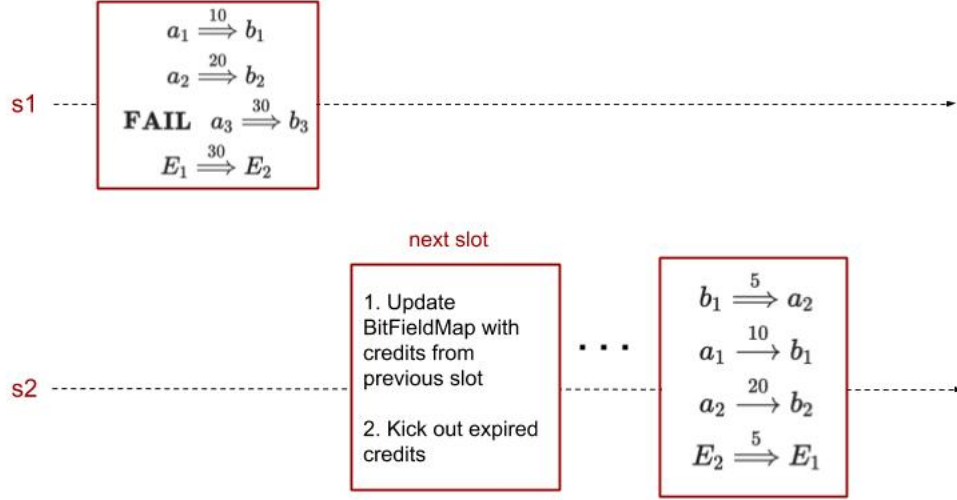 a₁ ⟹ b₁ 10
a₂ ⟹ b₂ 20
s1
FAIL a₃ ⟹ b₃ 30
E₁ ⟹ E₂ 30
next slot
1. Update
BitFieldMap with
credits from
previous slot
2. Kick out expired
credits
...
s2
b₁ ⟹ a₂ 5
a₁ ⟶ b₁ 10
a₂ ⟶ b₂ 20
E₂ ⟹ E₁ 5